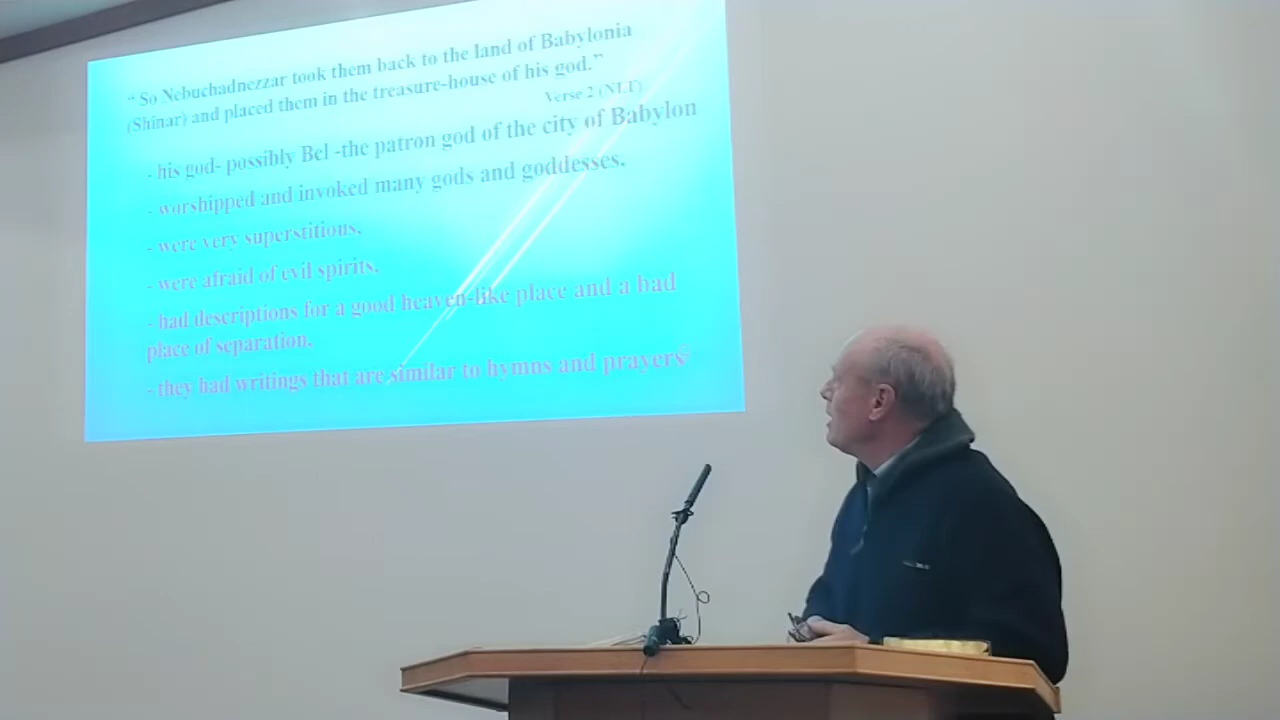 “ So Nebuchadnezzar took them back to the land of Babylonia
(Shinar) and placed them in the treasure-house of his god.”
Verse 2 (NLT)
- his god- possibly Bel -the patron god of the city of Babylon
- worshipped and invoked many gods and goddesses.
- were very superstitious.
- were afraid of evil spirits.
- had descriptions for a good heaven-like place and a bad
place of separation.
- they had writings that are similar to hymns and prayers